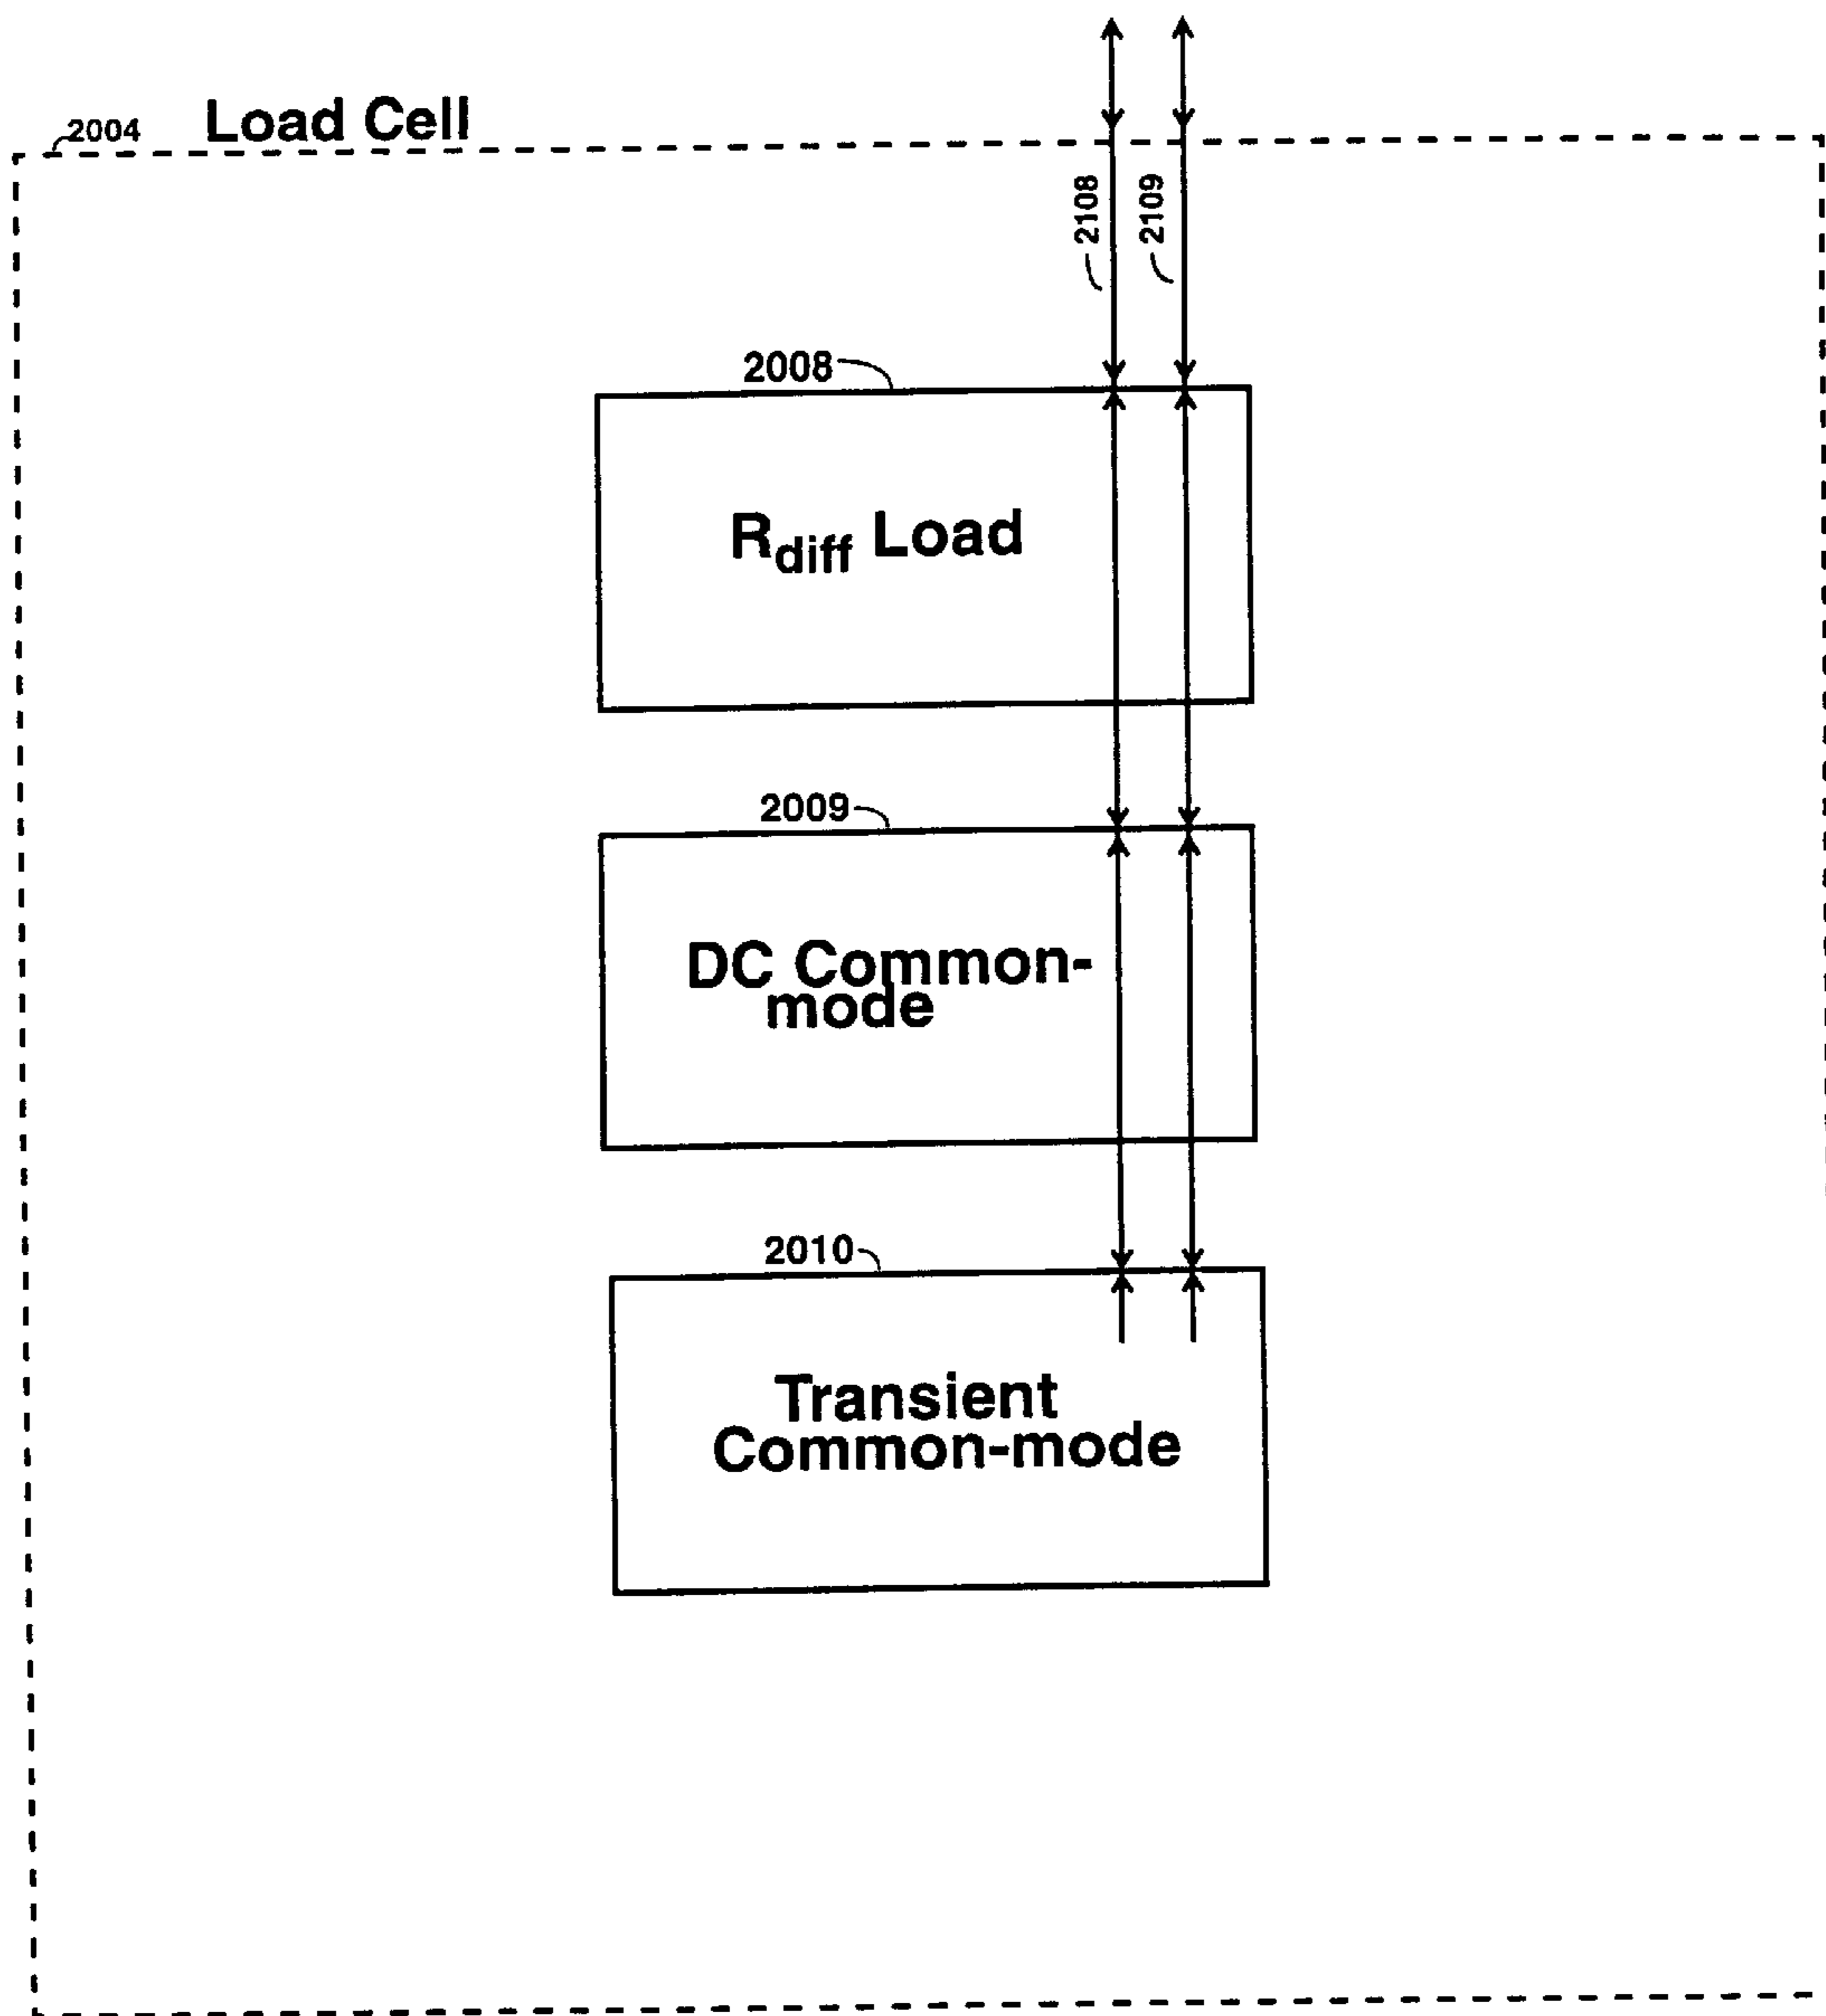 2004 Load Cell
2108
2109
2008
Rdiff Load
2009
DC Common-
mode
2010
Transient
Common-mode